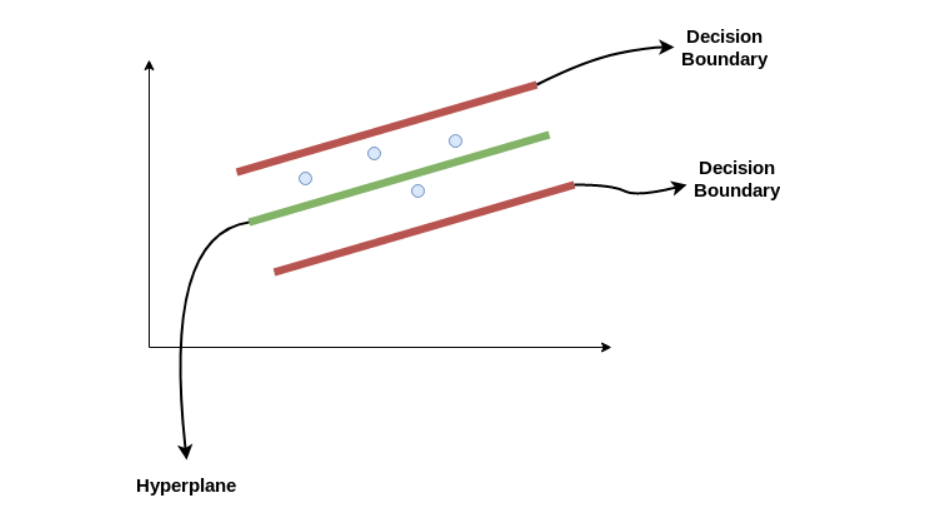 Decision
Boundary
Decision
Boundary
Hyperplane